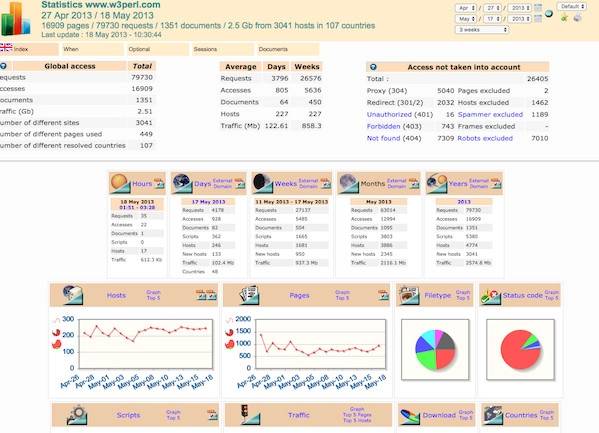 Statistics www.w3perl.com
27 Apr 2013 / 18 May 2013
16909 pages / 79730 requests / 1351 documents / 2.5 Gb from 3041 hosts in 107 countries
Last update : 18 May 2013 - 10:30:44
Apr / 27 / 2013
May / 17 / 2013
3 weeks
Default
Index When Optional Sessions Documents
Global access Total
equests 79730
ccesses 16909
ocuments 1351
raffic (Gb) 2.51
umber of different sites 3041
umber of different pages used 449
umber of different resolved countries 107
Average Days Weeks
Requests 3796 26576
Accesses 805 5636
Documents 64 450
Hosts 227 227
Traffic (Mb) 122.61 858.3
Access not taken into account
Total : 26405
Proxy (304) 5040 Pages excluded 2
Redirect (301/2) 2032 Hosts excluded 1462
Unauthorized (401) 16 Spammer excluded 1189
Forbidden (403) 743 Frames excluded -
Not found (404) 7309 Robots excluded 7010
Hours
18 May 2013
01:51 - 03:28
Requests 35
Accesses 22
Documents 1
Scripts 0
Hosts 17
Traffic 612.3 Kb
Days External Domain
17 May 2013
Requests 4178
Accesses 928
Documents 82
Scripts 362
Hosts 246
New hosts 133
Traffic 102.4 Mb
Countries 48
Weeks External Domain
11 May 2013 - 17 May 2013
Requests 27137
Accesses 5485
Documents 504
Scripts 1665
Hosts 1681
New hosts 950
Traffic 937.3 Mb
Months External Domain
May 2013
Requests 63014
Accesses 12994
Documents 1095
Scripts 3803
Hosts 3886
New hosts 2345
Traffic 2116.1 Mb
Years External Domain
2013
Requests 79730
Accesses 16909
Documents 1351
Scripts 5360
Hosts 4774
New hosts 3041
Traffic 2574.8 Mb
Hosts Graph Top 5
300
200
100
0
Apr-26 Apr-28 May-01 May-03 May-06 May-08 May-11 May-13 May-15 May-18
Pages Graph Top 5
2000
1500
1000
500
0
Apr-26 Apr-28 May-01 May-03 May-06 May-08 May-11 May-13 May-15 May-18
Filetype Graph Top 5
Status code Graph Top 5
Scripts Graph Top 5
Traffic Graph Top 5 Pages Top 5 Hosts
Download Graph Top 5
Countries Graph Top 5